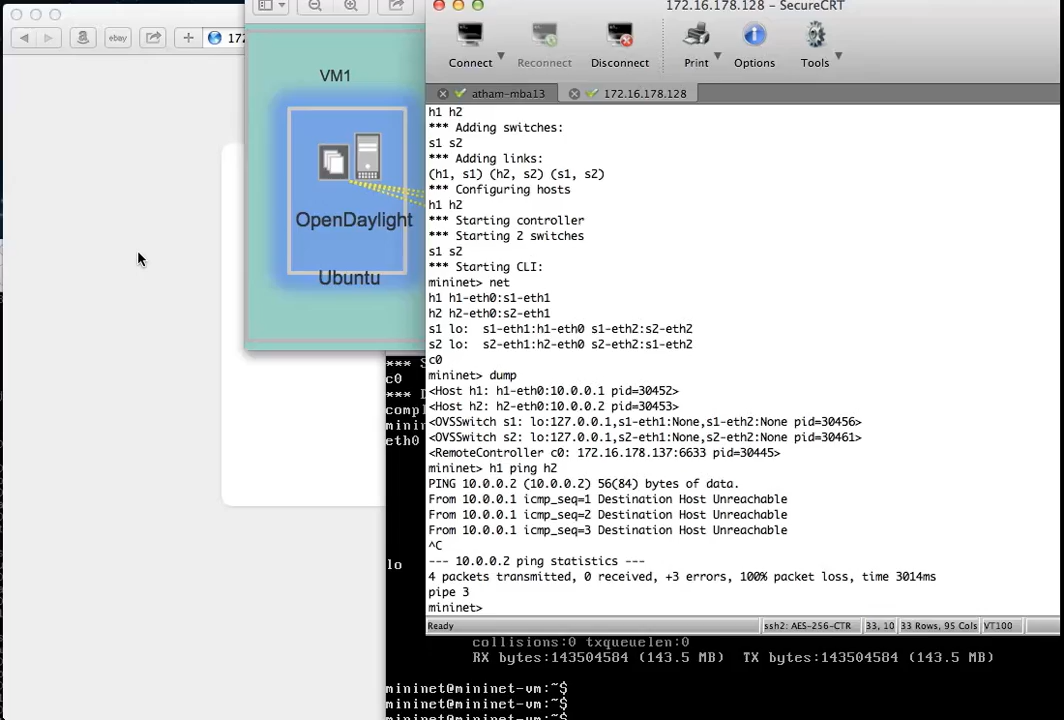 172.16.178.128 – SecureCRT
ebay
172
Connect
Reconnect
Disconnect
Print
Options
Tools
atham-mba13
172.16.178.128
VM1
OpenDaylight
Ubuntu
h1 h2
*** Adding switches:
s1 s2
*** Adding links:
(h1, s1) (h2, s2) (s1, s2)
*** Configuring hosts
h1 h2
*** Starting controller
*** Starting 2 switches
s1 s2
*** Starting CLI:
mininet> net
h1 h1-eth0:s1-eth1
h2 h2-eth0:s2-eth1
s1 lo:  s1-eth1:h1-eth0 s1-eth2:s2-eth2
s2 lo:  s2-eth1:h2-eth0 s2-eth2:s1-eth2
c0
mininet> dump
<Host h1: h1-eth0:10.0.0.1 pid=30452>
<Host h2: h2-eth0:10.0.0.2 pid=30453>
<OVSSwitch s1: lo:127.0.0.1,s1-eth1:None,s1-eth2:None pid=30456>
<OVSSwitch s2: lo:127.0.0.1,s2-eth1:None,s2-eth2:None pid=30461>
<RemoteController c0: 172.16.178.137:6633 pid=30445>
mininet> h1 ping h2
PING 10.0.0.2 (10.0.0.2) 56(84) bytes of data.
From 10.0.0.1 icmp_seq=1 Destination Host Unreachable
From 10.0.0.1 icmp_seq=2 Destination Host Unreachable
From 10.0.0.1 icmp_seq=3 Destination Host Unreachable
^C
--- 10.0.0.2 ping statistics ---
4 packets transmitted, 0 received, +3 errors, 100% packet loss, time 3014ms
pipe 3
mininet>
Ready
ssh2: AES-256-CTR
33, 10
33 Rows, 95 Cols
VT100
*** S
c0
*** D
compl
minin
eth0
lo
collisions:0 txqueuelen:0
RX bytes:143504584 (143.5 MB)  TX bytes:143504584 (143.5 MB)
mininet@mininet-vm:~$
mininet@mininet-vm:~$
mininet@mininet-vm:~$